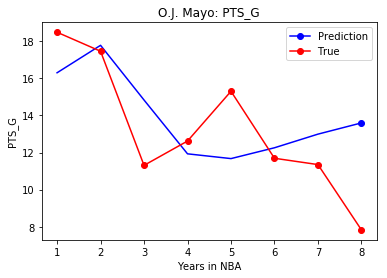 O.J. Mayo: PTS_G
Prediction
True
PTS_G
18
16
14
12
10
8
1 2 3 4 5 6 7 8
Years in NBA